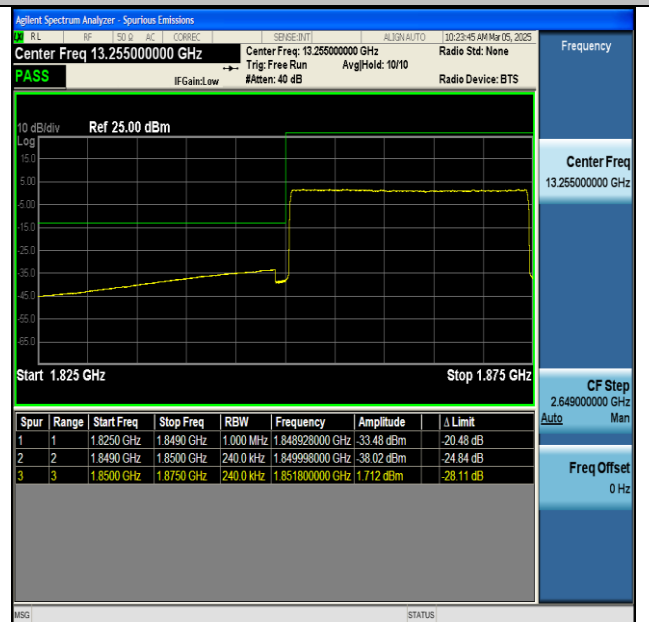 Agilent Spectrum Analyzer - Spurious Emissions
LXI RL RF 50 Ω AC CORREC SENSE:INT ALIGN AUTO 10:23:45 AM Mar 05, 2025
Center Freq 13.255000000 GHz
Center Freq: 13.255000000 GHz
Radio Std: None
Trig: Free Run Avg|Hold: 10/10
PASS
IFGain:Low
#Atten: 40 dB
Radio Device: BTS
10 dB/div Ref 25.00 dBm
Log
15.0
5.00
-5.00
-15.0
-25.0
-35.0
-45.0
-55.0
-65.0
Start 1.825 GHz Stop 1.875 GHz
Spur Range Start Freq Stop Freq RBW Frequency Amplitude Δ Limit
1 1 1.8250 GHz 1.8490 GHz 1.000 MHz 1.848928000 GHz -33.48 dBm -20.48 dB
2 2 1.8490 GHz 1.8500 GHz 240.0 kHz 1.849998000 GHz -38.02 dBm -24.84 dB
3 3 1.8500 GHz 1.8750 GHz 240.0 kHz 1.851800000 GHz 1.712 dBm -28.11 dB
MSG STATUS
Frequency
Center Freq
13.255000000 GHz
CF Step
2.649000000 GHz
Auto Man
Freq Offset
0 Hz